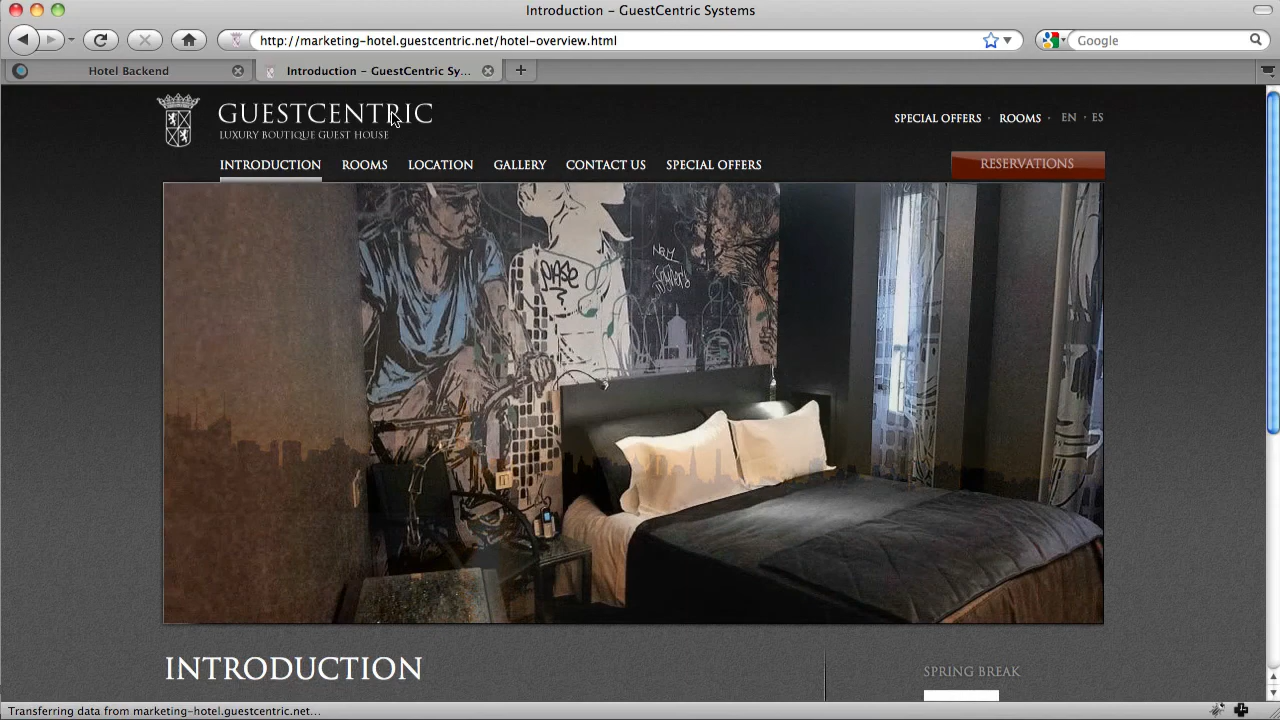 Introduction – GuestCentric Systems
http://marketing-hotel.guestcentric.net/hotel-overview.html
Google
Hotel Backend
Introduction – GuestCentric Sy...
GUESTCENTRIC
LUXURY BOUTIQUE GUEST HOUSE
SPECIAL OFFERS · ROOMS · EN · ES
INTRODUCTION ROOMS LOCATION GALLERY CONTACT US SPECIAL OFFERS
RESERVATIONS
PHASE
INTRODUCTION
SPRING BREAK
Transferring data from marketing-hotel.guestcentric.net...